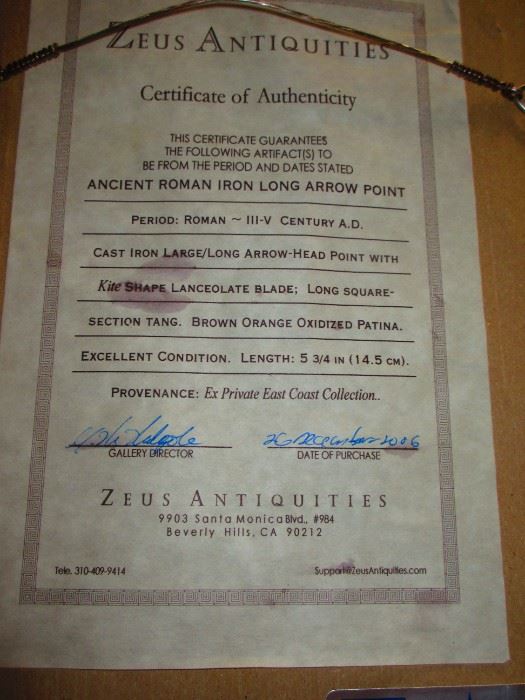 ZEUS ANTIQUITIES
Certificate of Authenticity
THIS CERTIFICATE GUARANTEES
THE FOLLOWING ARTIFACT(S) TO
BE FROM THE PERIOD AND DATES STATED
ANCIENT ROMAN IRON LONG ARROW POINT
PERIOD: ROMAN ~ III-V CENTURY A.D.
CAST IRON LARGE/LONG ARROW-HEAD POINT WITH
Kite SHAPE LANCEOLATE BLADE; LONG SQUARE-
SECTION TANG. BROWN ORANGE OXIDIZED PATINA.
EXCELLENT CONDITION. LENGTH: 5 3/4 IN (14.5 CM).
PROVENANCE: Ex Private East Coast Collection..
26 December 2006
GALLERY DIRECTOR DATE OF PURCHASE
ZEUS ANTIQUITIES
9903 Santa Monica Blvd., #984
Beverly Hills, CA 90212
Tele. 310-409-9414 Support@ZeusAntiquities.com